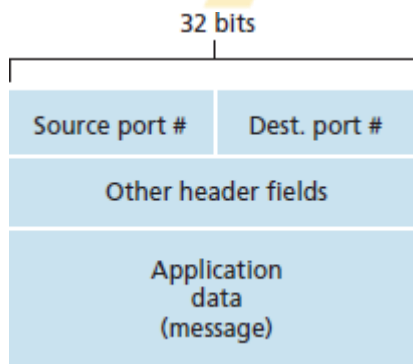 32 bits
Source port #
Dest. port #
Other header fields
Application
data
(message)